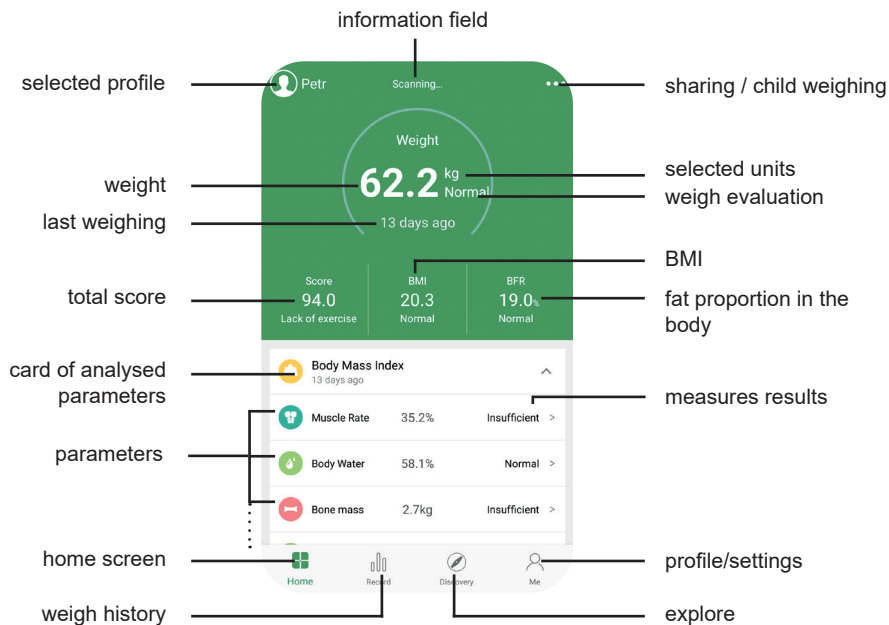 information field
selected profile
Petr
Scanning...
sharing / child weighing
Weight
weight
62.2 kg
Normal
selected units
weigh evaluation
last weighing
13 days ago
BMI
total score
Score
94.0
Lack of exercise
BMI
20.3
Normal
BFR
19.0%
Normal
fat proportion in the
body
card of analysed
parameters
Body Mass Index
13 days ago
measures results
Muscle Rate 35.2% Insufficient >
parameters
Body Water 58.1% Normal >
Bone mass 2.7kg Insufficient >
home screen
Home
Record
Discovery
Me
profile/settings
weigh history
explore